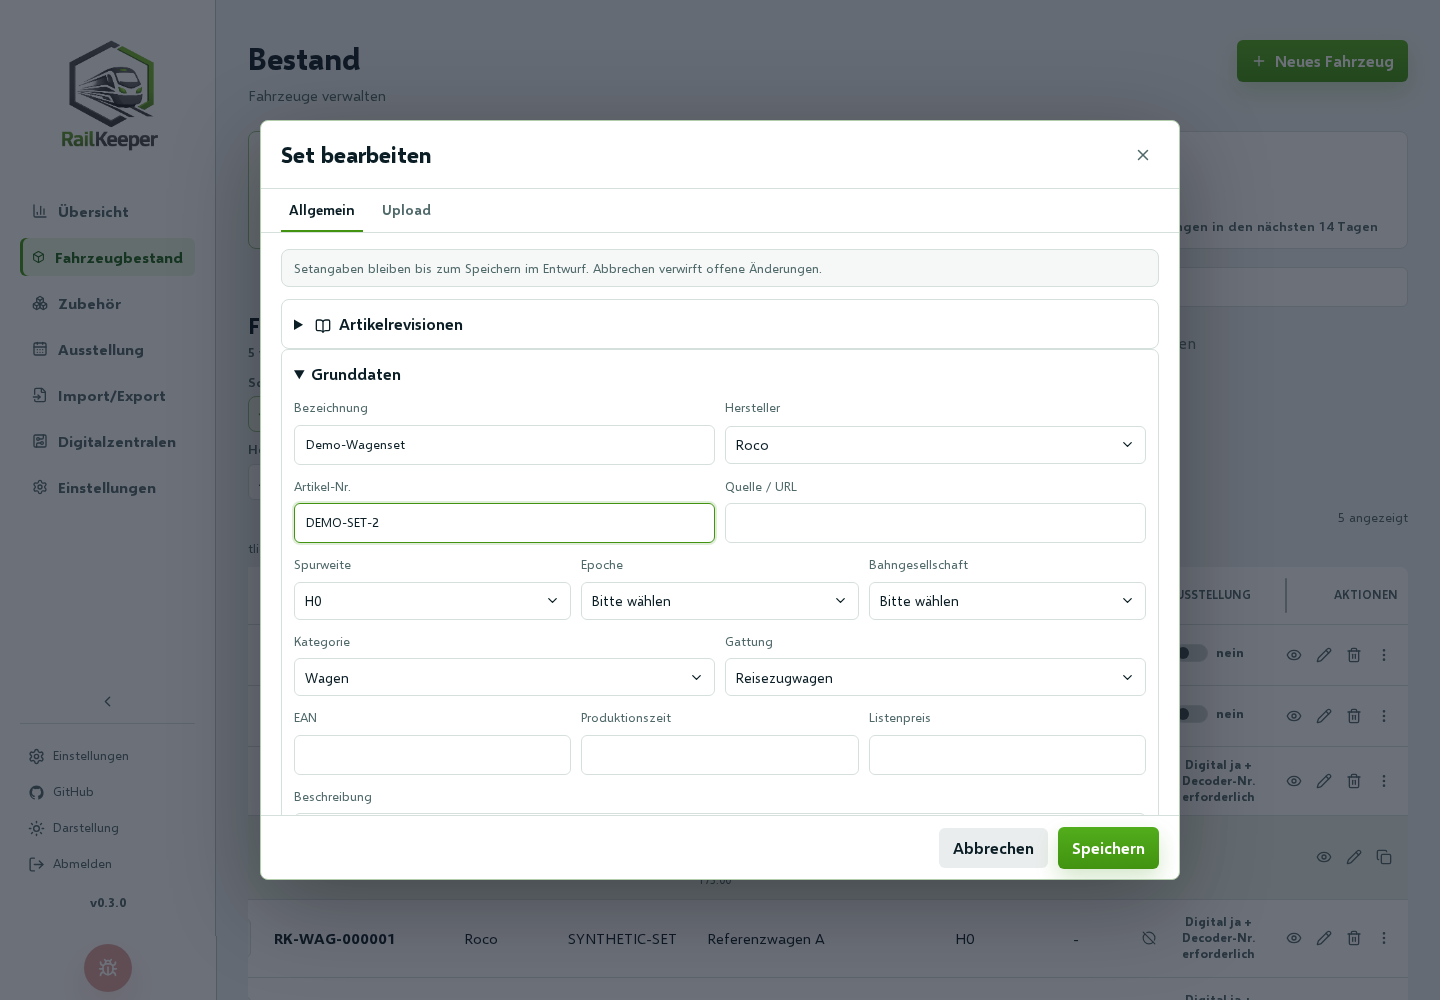 RailKeeper
Übersicht
Fahrzeugbestand
Zubehör
Ausstellung
Import/Export
Digitalzentralen
Einstellungen
Einstellungen
GitHub
Darstellung
Abmelden
v0.3.0
Bestand
Fahrzeuge verwalten
Neues Fahrzeug
in den nächsten 14 Tagen
5 angezeigt
Set bearbeiten
Allgemein Upload
Setangaben bleiben bis zum Speichern im Entwurf. Abbrechen verwirft offene Änderungen.
Artikelrevisionen
Grunddaten
Bezeichnung Hersteller
Demo-Wagenset Roco
Artikel-Nr. Quelle / URL
DEMO-SET-2
Spurweite Epoche Bahngesellschaft
H0 Bitte wählen Bitte wählen
Kategorie Gattung
Wagen Reisezugwagen
EAN Produktionszeit Listenpreis
Beschreibung
Abbrechen Speichern
AKTIONEN
nein
nein
Digital ja +
Decoder-Nr.
erforderlich
RK-WAG-000001 Roco SYNTHETIC-SET Referenzwagen A H0 -
Digital ja +
Decoder-Nr.
erforderlich